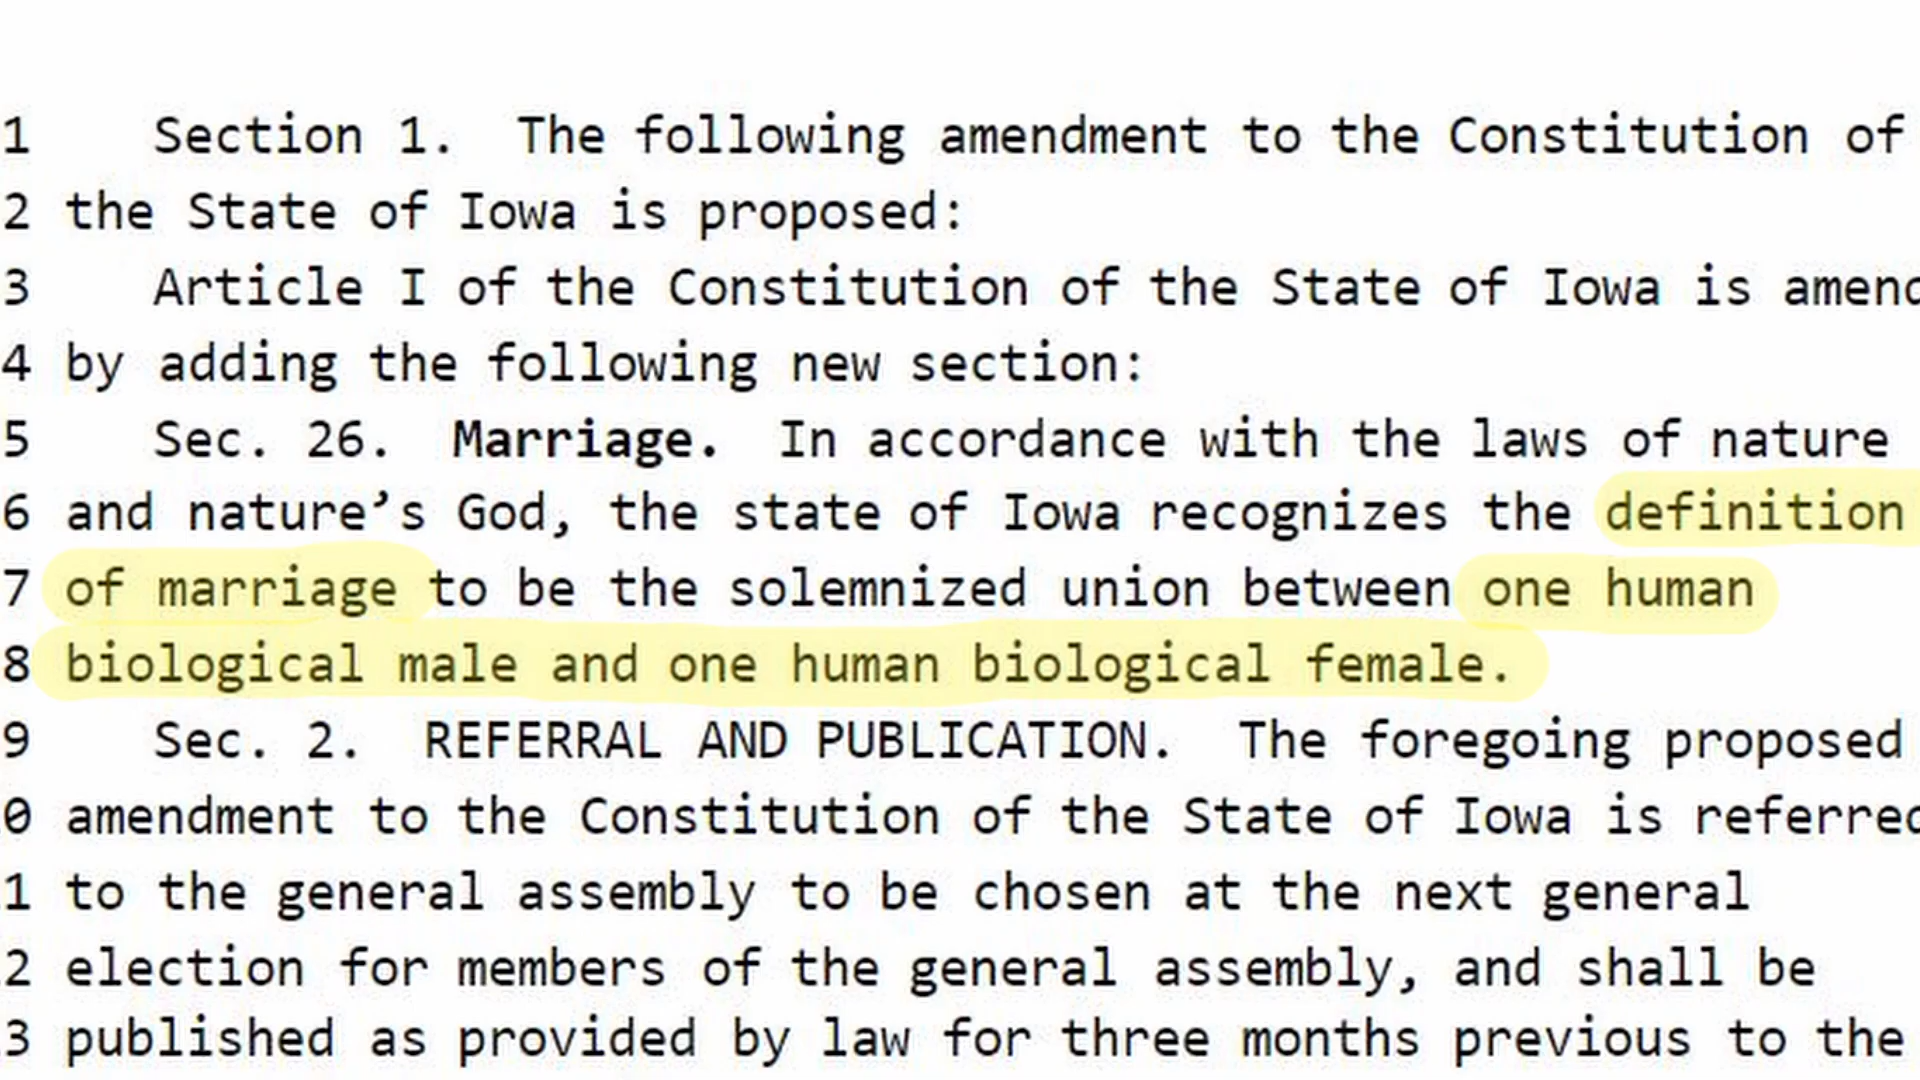 1 Section 1. The following amendment to the Constitution of
2 the State of Iowa is proposed:
3 Article I of the Constitution of the State of Iowa is amend
4 by adding the following new section:
5 Sec. 26. Marriage. In accordance with the laws of nature
6 and nature’s God, the state of Iowa recognizes the definition
7 of marriage to be the solemnized union between one human
8 biological male and one human biological female.
9 Sec. 2. REFERRAL AND PUBLICATION. The foregoing proposed
0 amendment to the Constitution of the State of Iowa is referred
1 to the general assembly to be chosen at the next general
2 election for members of the general assembly, and shall be
3 published as provided by law for three months previous to the